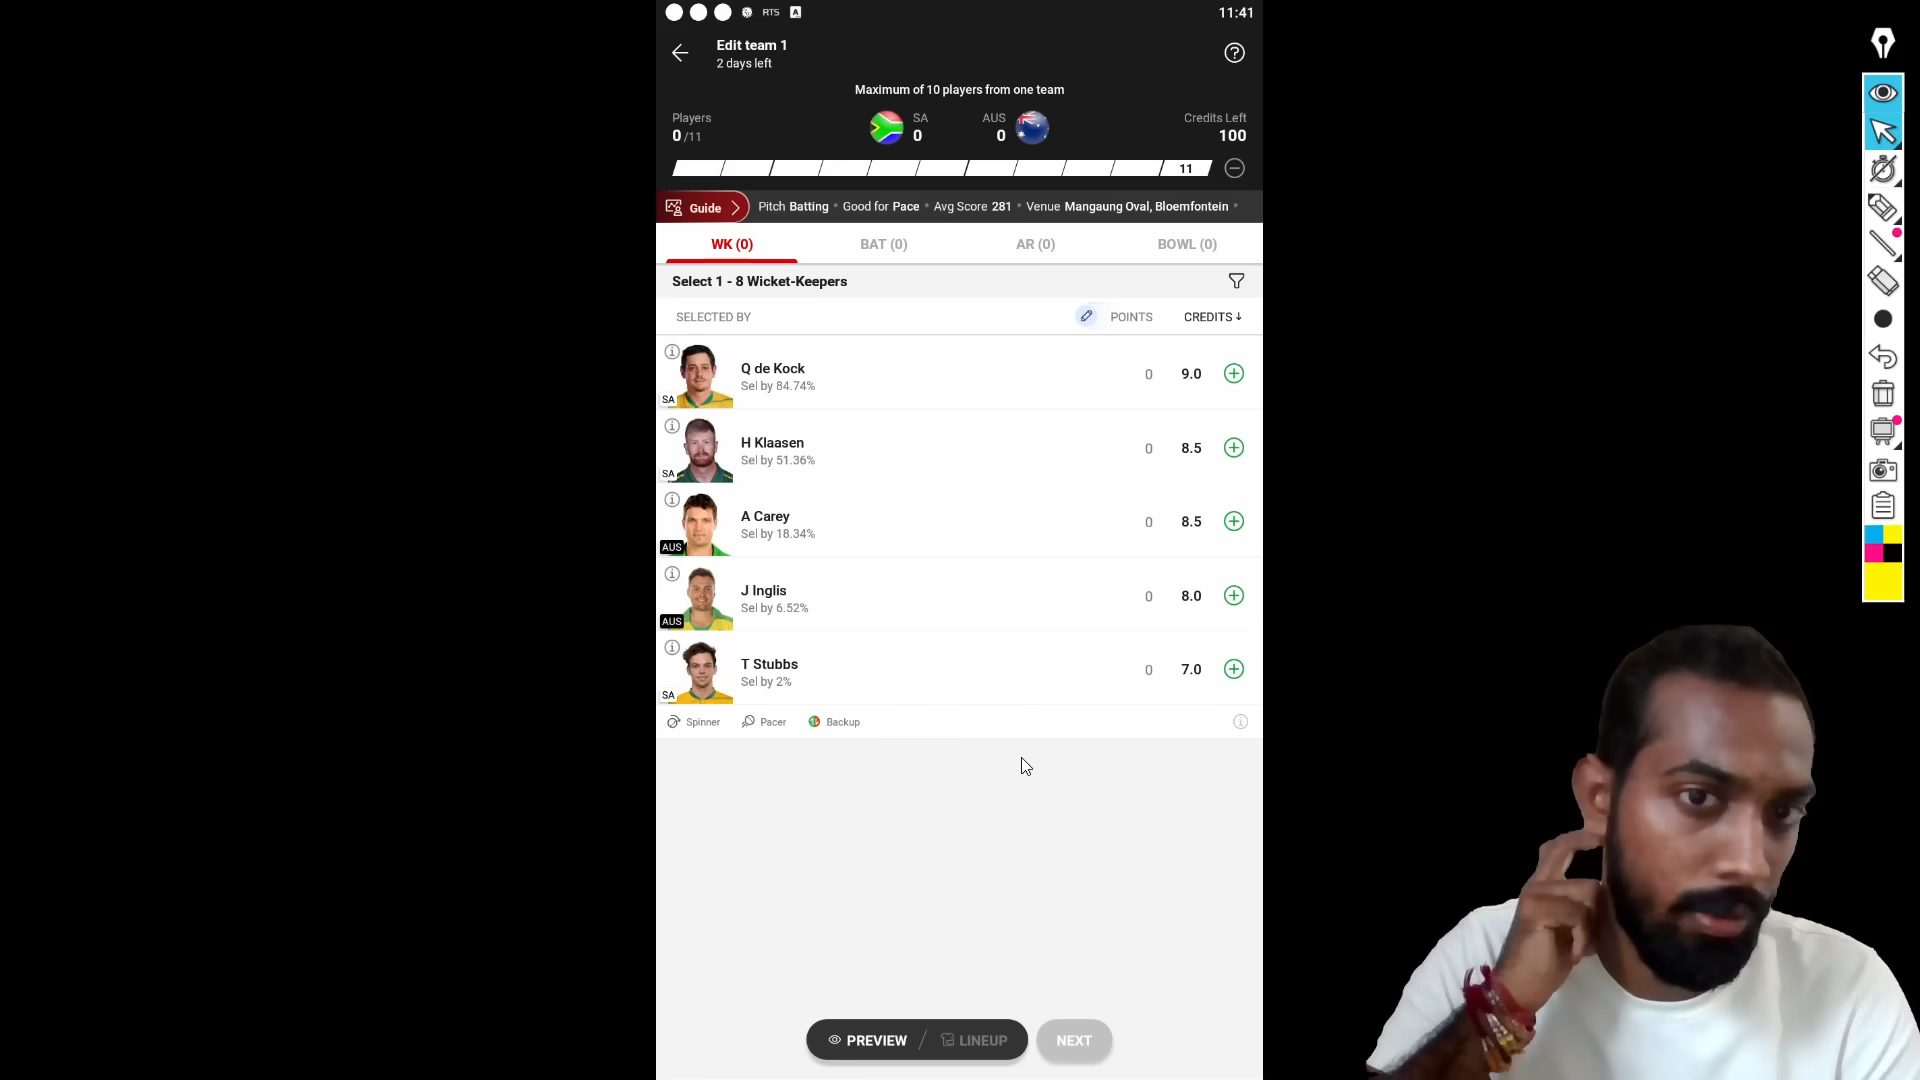 RTS A 11:41
Edit team 1
2 days left
Maximum of 10 players from one team
Players SA AUS Credits Left
0 /11 0 0 100
11
Guide Pitch Batting • Good for Pace • Avg Score 281 • Venue Mangaung Oval, Bloemfontein •
WK (0) BAT (0) AR (0) BOWL (0)
Select 1 - 8 Wicket-Keepers
SELECTED BY POINTS CREDITS ↓
Q de Kock
Sel by 84.74%
0 9.0
SA
H Klaasen
Sel by 51.36%
0 8.5
SA
A Carey
Sel by 18.34%
0 8.5
AUS
J Inglis
Sel by 6.52%
0 8.0
AUS
T Stubbs
Sel by 2%
0 7.0
SA
Spinner Pacer Backup
PREVIEW / LINEUP NEXT